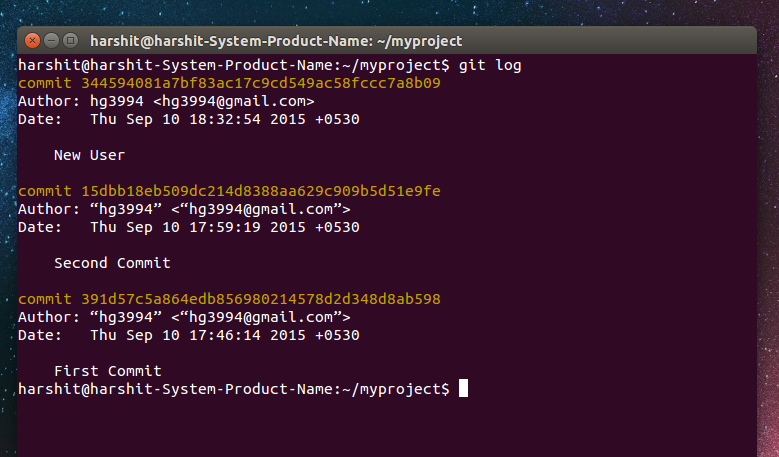 harshit@harshit-System-Product-Name: ~/myproject
harshit@harshit-System-Product-Name:~/myproject$ git log
commit 344594081a7bf83ac17c9cd549ac58fccc7a8b09
Author: hg3994 <hg3994@gmail.com>
Date:   Thu Sep 10 18:32:54 2015 +0530
    New User
commit 15dbb18eb509dc214d8388aa629c909b5d51e9fe
Author: “hg3994” <“hg3994@gmail.com”>
Date:   Thu Sep 10 17:59:19 2015 +0530
    Second Commit
commit 391d57c5a864edb856980214578d2d348d8ab598
Author: “hg3994” <“hg3994@gmail.com”>
Date:   Thu Sep 10 17:46:14 2015 +0530
    First Commit
harshit@harshit-System-Product-Name:~/myproject$